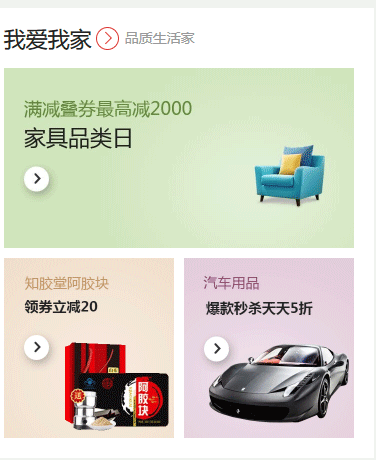 我爱我家 品质生活家
满减叠券最高减2000
家具品类日
知胶堂阿胶块
领券立减20
送
阿胶块
汽车用品
爆款秒杀天天5折